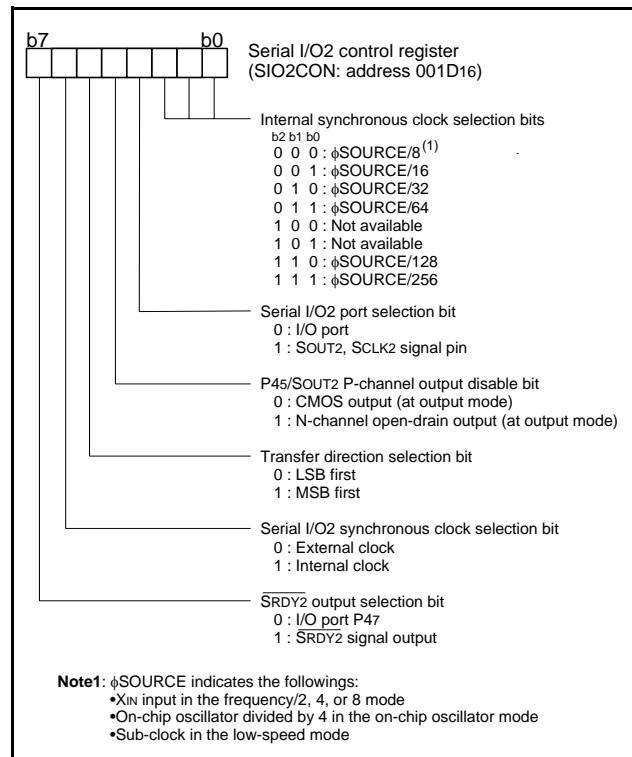 b7 b0
Serial I/O2 control register
(SIO2CON: address 001D16)
Internal synchronous clock selection bits
b2 b1 b0
0 0 0 : ϕSOURCE/8(1)
0 0 1 : ϕSOURCE/16
0 1 0 : ϕSOURCE/32
0 1 1 : ϕSOURCE/64
1 0 0 : Not available
1 0 1 : Not available
1 1 0 : ϕSOURCE/128
1 1 1 : ϕSOURCE/256
Serial I/O2 port selection bit
0 : I/O port
1 : SOUT2, SCLK2 signal pin
P45/SOUT2 P-channel output disable bit
0 : CMOS output (at output mode)
1 : N-channel open-drain output (at output mode)
Transfer direction selection bit
0 : LSB first
1 : MSB first
Serial I/O2 synchronous clock selection bit
0 : External clock
1 : Internal clock
SRDY2 output selection bit
0 : I/O port P47
1 : SRDY2 signal output
Note1: ϕSOURCE indicates the followings:
•XIN input in the frequency/2, 4, or 8 mode
•On-chip oscillator divided by 4 in the on-chip oscillator mode
•Sub-clock in the low-speed mode